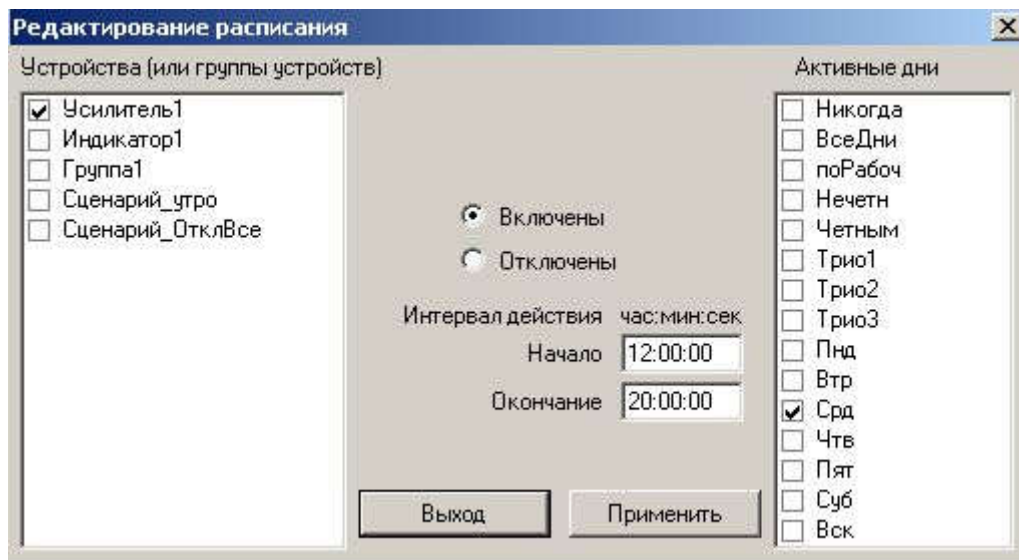 Редактирование расписания
Устройства (или группы устройств)
Усилитель1
Индикатор1
Группа1
Сценарий_утро
Сценарий_ОтклВсе
Включены
Отключены
Интервал действия час:мин:сек
Начало 12:00:00
Окончание 20:00:00
Выход
Применить
Активные дни
Никогда
ВсеДни
поРабоч
Нечетн
Четным
Трио1
Трио2
Трио3
Пнд
Втр
Срд
Чтв
Пят
Суб
Вск